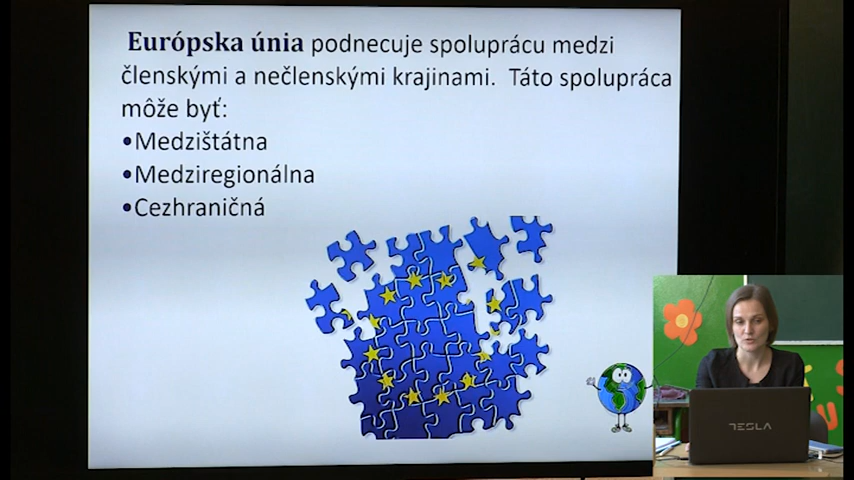 Európska únia podnecuje spoluprácu medzi
členskými a nečlenskými krajinami. Táto spolupráca
môže byť:
•Medzištátna
•Medziregionálna
•Cezhraničná
TESLA